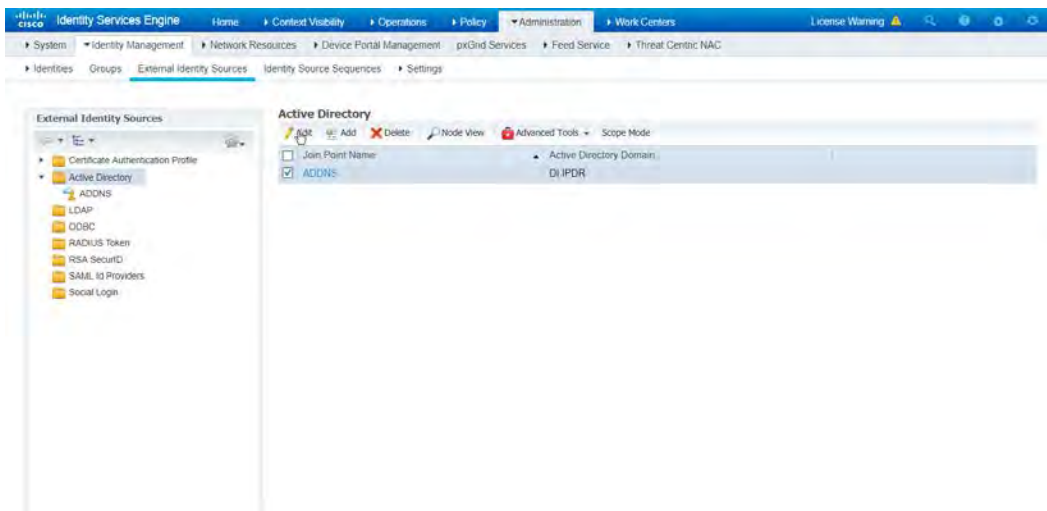 cisco Identity Services Engine Home Context Visibility Operations Policy Administration Work Centers License Warning
System Identity Management Network Resources Device Portal Management pxGrid Services Feed Service Threat Centric NAC
Identities Groups External Identity Sources Identity Source Sequences Settings
External Identity Sources
Certificate Authentication Profile
Active Directory
ADDNS
LDAP
ODBC
RADIUS Token
RSA SecurID
SAML Id Providers
Social Login
Active Directory
Edit Add Delete Node View Advanced Tools Scope Mode
Join Point Name Active Directory Domain
ADDNS